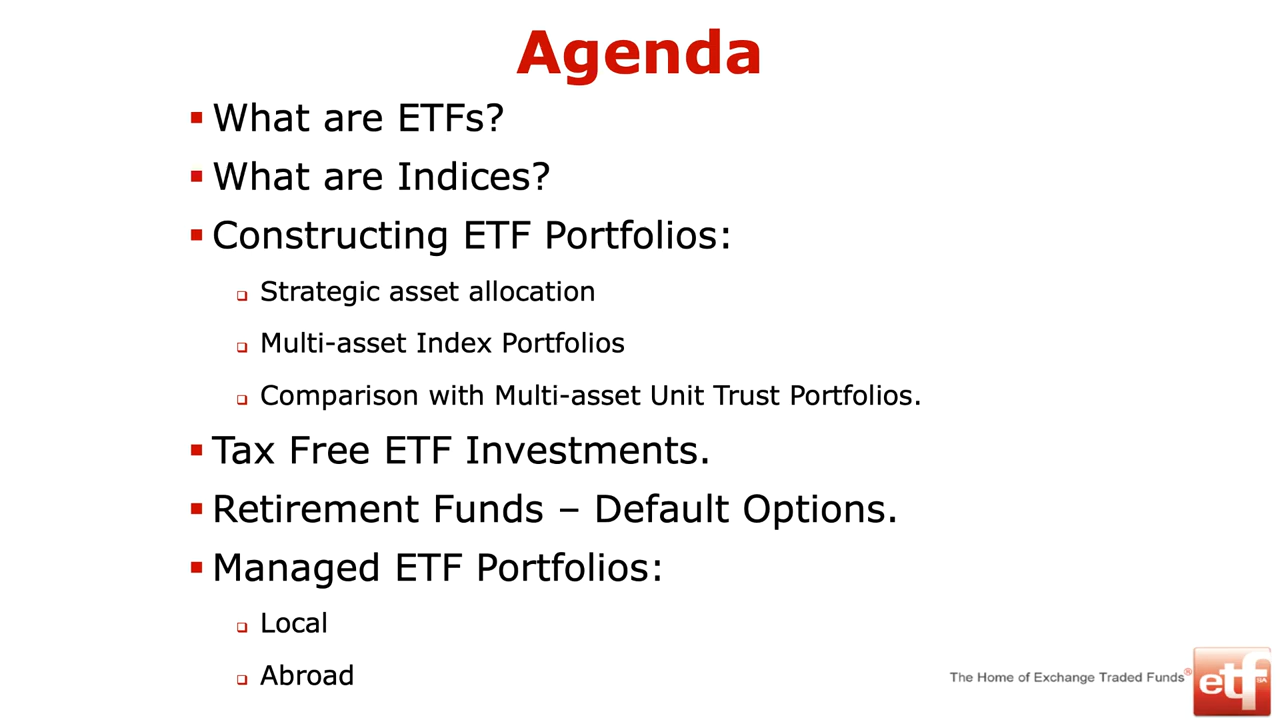 Agenda
What are ETFs?
What are Indices?
Constructing ETF Portfolios:
Strategic asset allocation
Multi-asset Index Portfolios
Comparison with Multi-asset Unit Trust Portfolios.
Tax Free ETF Investments.
Retirement Funds – Default Options.
Managed ETF Portfolios:
Local
Abroad
The Home of Exchange Traded Funds®
etf SA